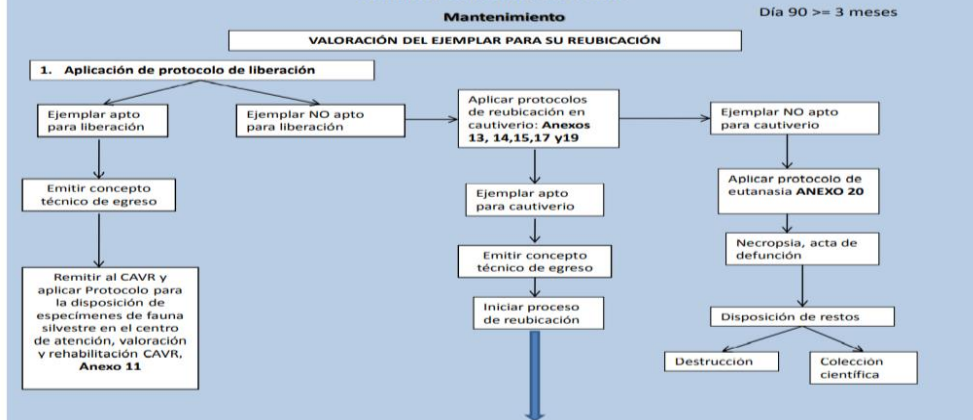 Mantenimiento
Día 90 >= 3 meses
VALORACIÓN DEL EJEMPLAR PARA SU REUBICACIÓN
1. Aplicación de protocolo de liberación
Ejemplar apto
para liberación
Ejemplar NO apto
para liberación
Aplicar protocolos
de reubicación en
cautiverio: Anexos
13, 14,15,17 y19
Ejemplar NO apto
para cautiverio
Emitir concepto
técnico de egreso
Ejemplar apto
para cautiverio
Aplicar protocolo de
eutanasia ANEXO 20
Emitir concepto
técnico de egreso
Necropsia, acta de
defunción
Remitir al CAVR y
aplicar Protocolo para
la disposición de
especímenes de fauna
silvestre en el centro
de atención, valoración
y rehabilitación CAVR,
Anexo 11
Iniciar proceso
de reubicación
Disposición de restos
Destrucción
Colección
científica